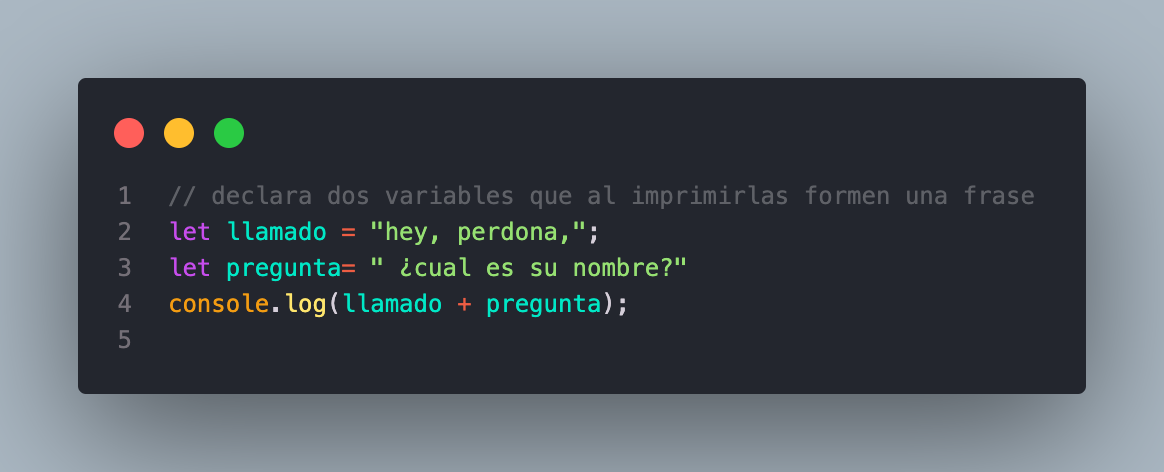 1 // declara dos variables que al imprimirlas formen una frase
2 let llamado = "hey, perdona,";
3 let pregunta= " ¿cual es su nombre?"
4 console.log(llamado + pregunta);
5